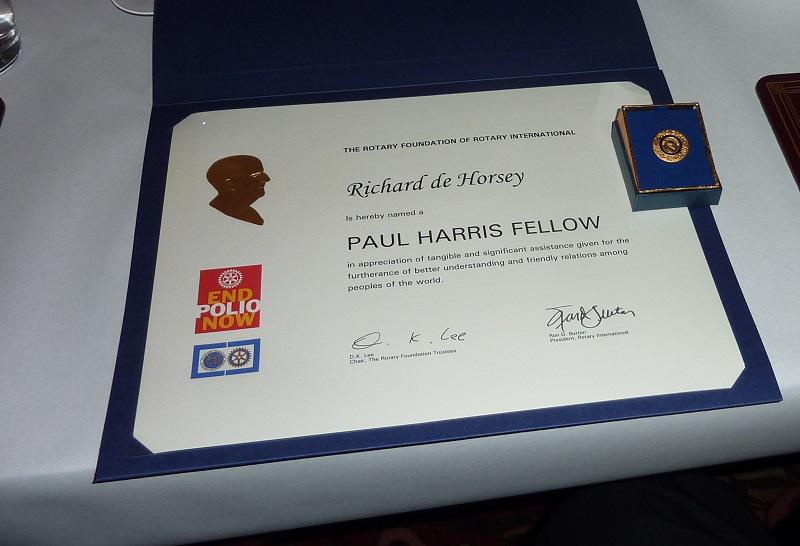 THE ROTARY FOUNDATION OF ROTARY INTERNATIONAL
Richard de Horsey
Is hereby named a
PAUL HARRIS FELLOW
in appreciation of tangible and significant assistance given for the
furtherance of better understanding and friendly relations among
peoples of the world.
END
POLIO
NOW
D. K. Lee
D.K. Lee
Chair, The Rotary Foundation Trustees
Ron D. Burton
President, Rotary International